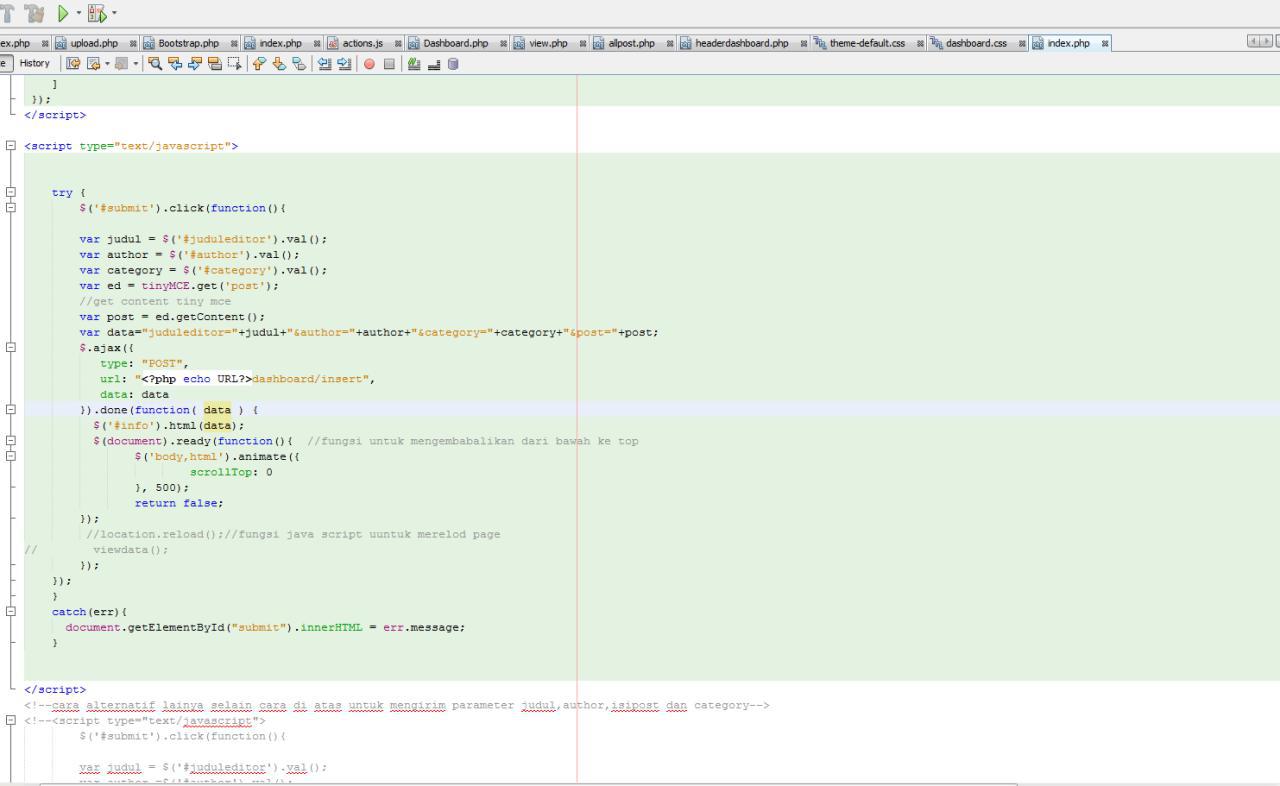 ex.php upload.php Bootstrap.php index.php actions.js Dashboard.php view.php allpost.php headerdashboard.php theme-default.css dashboard.css index.php
History
]
});
</script>
<script type="text/javascript">
try {
$('#submit').click(function(){
var judul = $('#juduleditor').val();
var author = $('#author').val();
var category = $('#category').val();
var ed = tinyMCE.get('post');
//get content tiny mce
var post = ed.getContent();
var data="juduleditor="+judul+"&author="+author+"&category="+category+"&post="+post;
$.ajax({
type: "POST",
url: "<?php echo URL?>dashboard/insert",
data: data
}).done(function( data ) {
$('#info').html(data);
$(document).ready(function(){ //fungsi untuk mengembabalikan dari bawah ke top
$('body,html').animate({
scrollTop: 0
}, 500);
return false;
});
//location.reload();//fungsi java script uuntuk merelod page
// viewdata();
});
});
}
catch(err){
document.getElementById("submit").innerHTML = err.message;
}
</script>
<!--cara alternatif lainya selain cara di atas untuk mengirim parameter judul,author,isipost dan category-->
<!--<script type="text/javascript">
$('#submit').click(function(){
var judul = $('#juduleditor').val();
var author =$('#author').val();